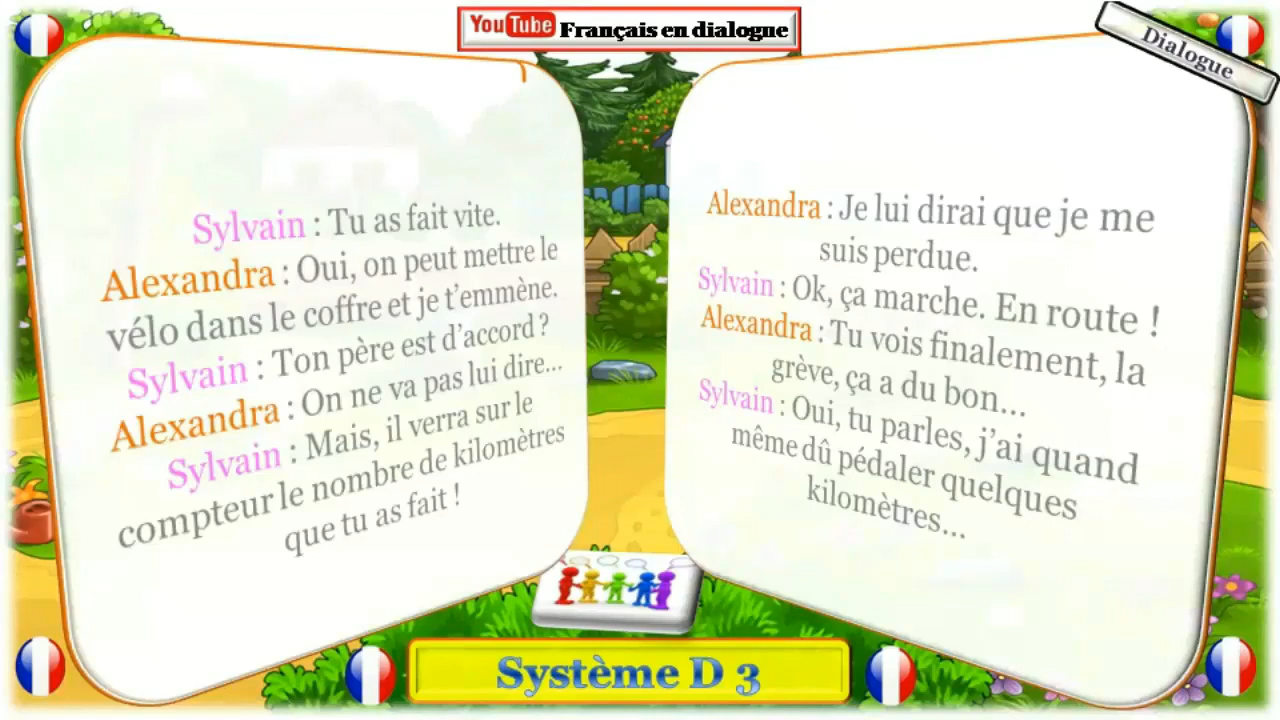 YouTube Français en dialogue
Dialogue
Sylvain : Tu as fait vite.
Alexandra : Oui, on peut mettre le
vélo dans le coffre et je t’emmène.
Sylvain : Ton père est d’accord ?
Alexandra : On ne va pas lui dire...
Sylvain : Mais, il verra sur le
compteur le nombre de kilomètres
que tu as fait !
Alexandra : Je lui dirai que je me
suis perdue.
Sylvain : Ok, ça marche. En route !
Alexandra : Tu vois finalement, la
grève, ça a du bon...
Sylvain : Oui, tu parles, j’ai quand
même dû pédaler quelques
kilomètres...
Système D 3